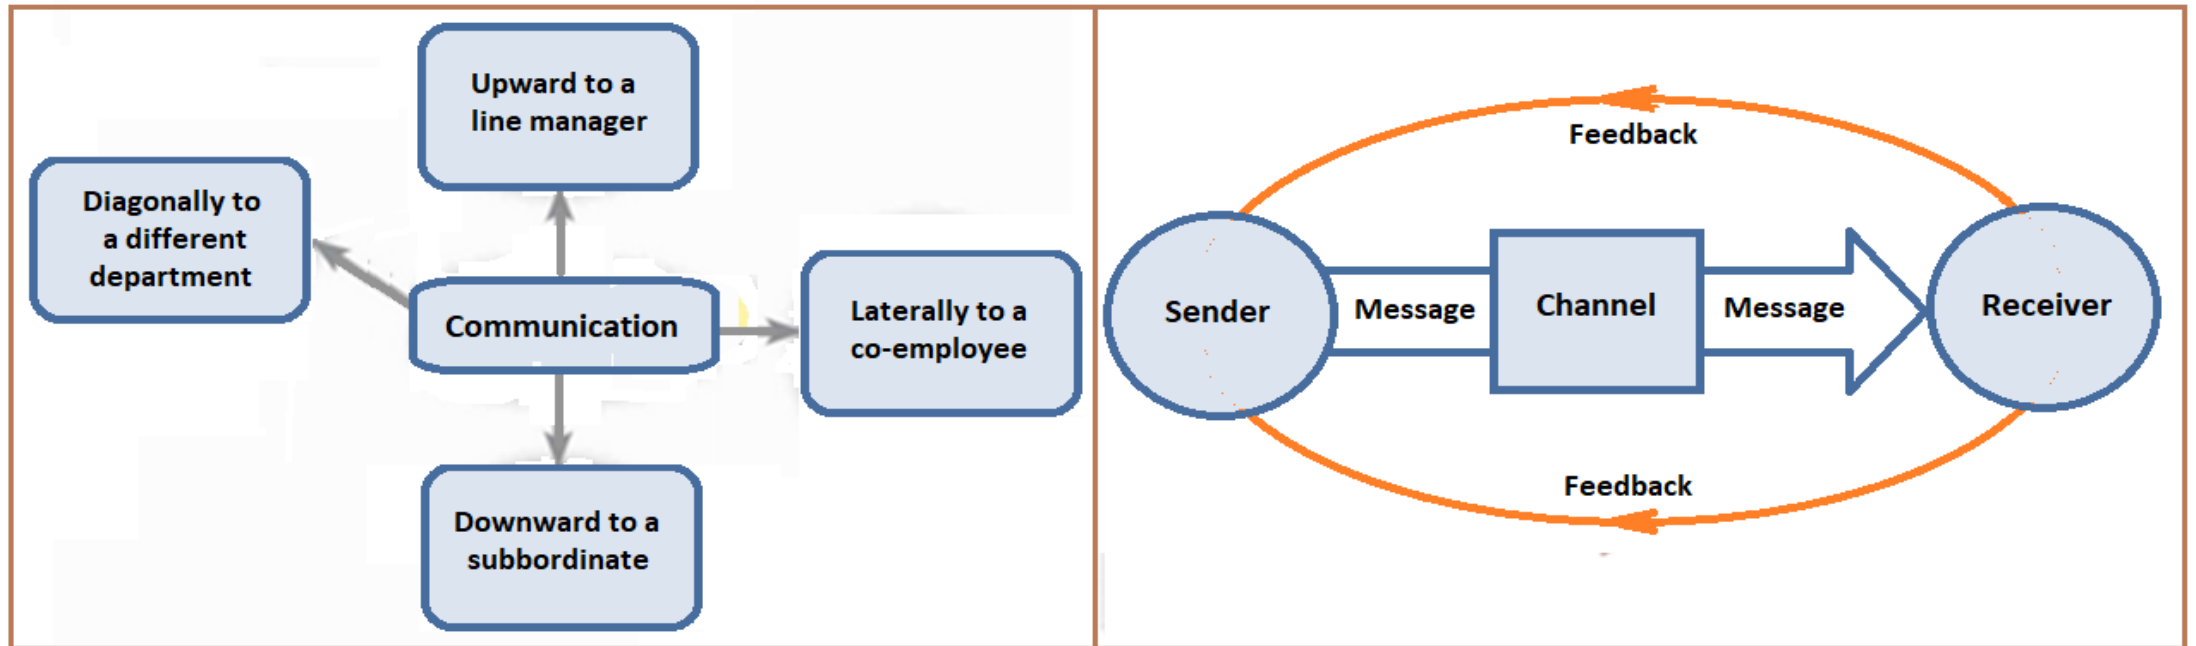 Upward to a
line manager
Diagonally to
a different
department
Communication
Laterally to a
co-employee
Downward to a
subbordinate
Feedback
Sender
Message
Channel
Message
Receiver
Feedback